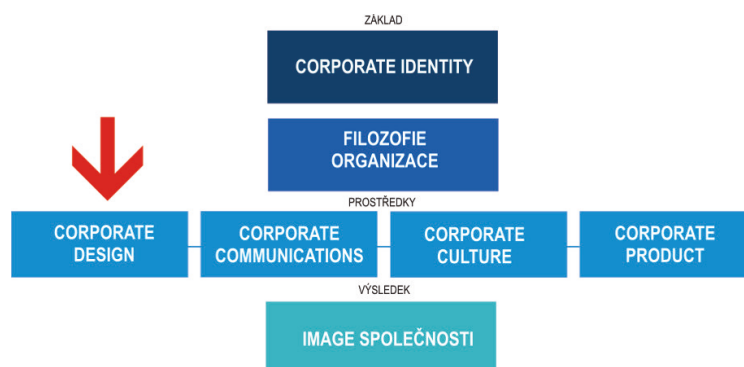 ZÁKLAD
CORPORATE IDENTITY
FILOZOFIE
ORGANIZACE
PROSTŘEDKY
CORPORATE
DESIGN
CORPORATE
COMMUNICATIONS
CORPORATE
CULTURE
CORPORATE
PRODUCT
VÝSLEDEK
IMAGE SPOLEČNOSTI